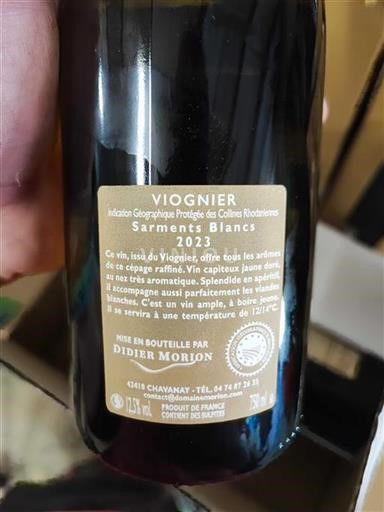 VIOGNIER
Indication Géographique Protégée des Collines Rhodaniennes
Sarments Blancs
2023
Ce vin, issu du Viognier, offre tous les arômes
de ce cépage raffiné. Vin capiteux jaune doré,
au nez très aromatique. Splendide en apéritif,
il accompagne aussi parfaitement les viandes
blanches. C'est un vin ample, à boire jeune.
Il se servira à une température de 12/14°C.
MISE EN BOUTEILLE PAR
DIDIER MORION
42410 CHAVANAY - TÉL. 04 74 87 26 33
contact@domainemorion.com
12,5% vol.
PRODUIT DE FRANCE
CONTIENT DES SULFITES
750 ml